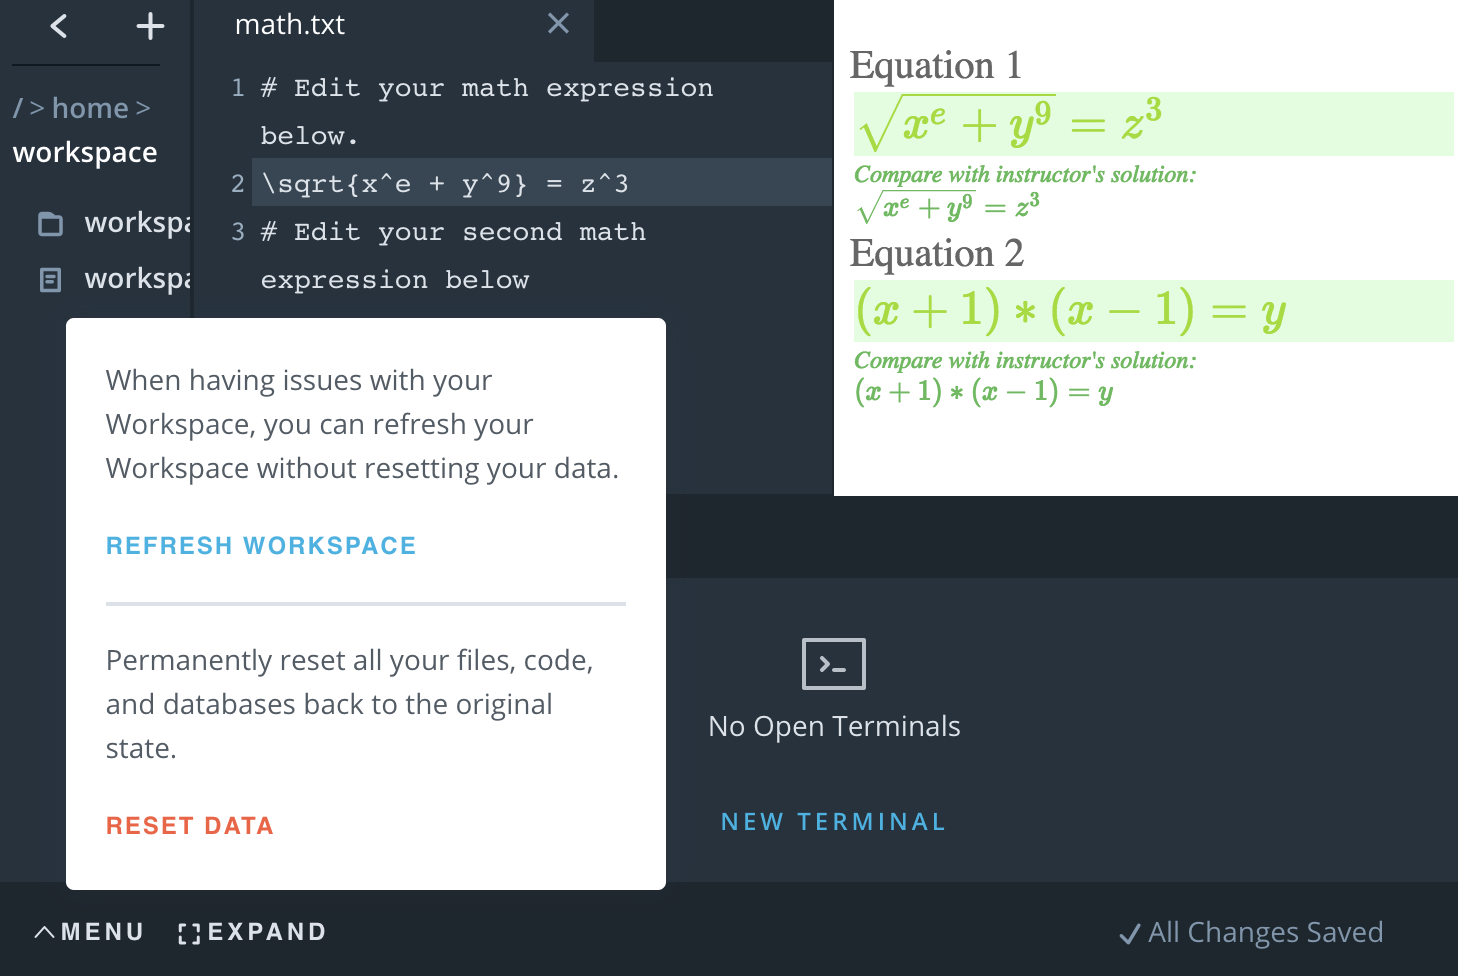 math.txt
/ > home >
workspace
workspa
workspa
1 # Edit your math expression
below.
2 \sqrt{x^e + y^9} = z^3
3 # Edit your second math
expression below
Equation 1
√(x^e + y^9) = z^3
Compare with instructor's solution:
√(x^e + y^9) = z^3
Equation 2
(x + 1) * (x − 1) = y
Compare with instructor's solution:
(x + 1) * (x − 1) = y
When having issues with your
Workspace, you can refresh your
Workspace without resetting your data.
REFRESH WORKSPACE
Permanently reset all your files, code,
and databases back to the original
state.
RESET DATA
No Open Terminals
NEW TERMINAL
MENU EXPAND
All Changes Saved